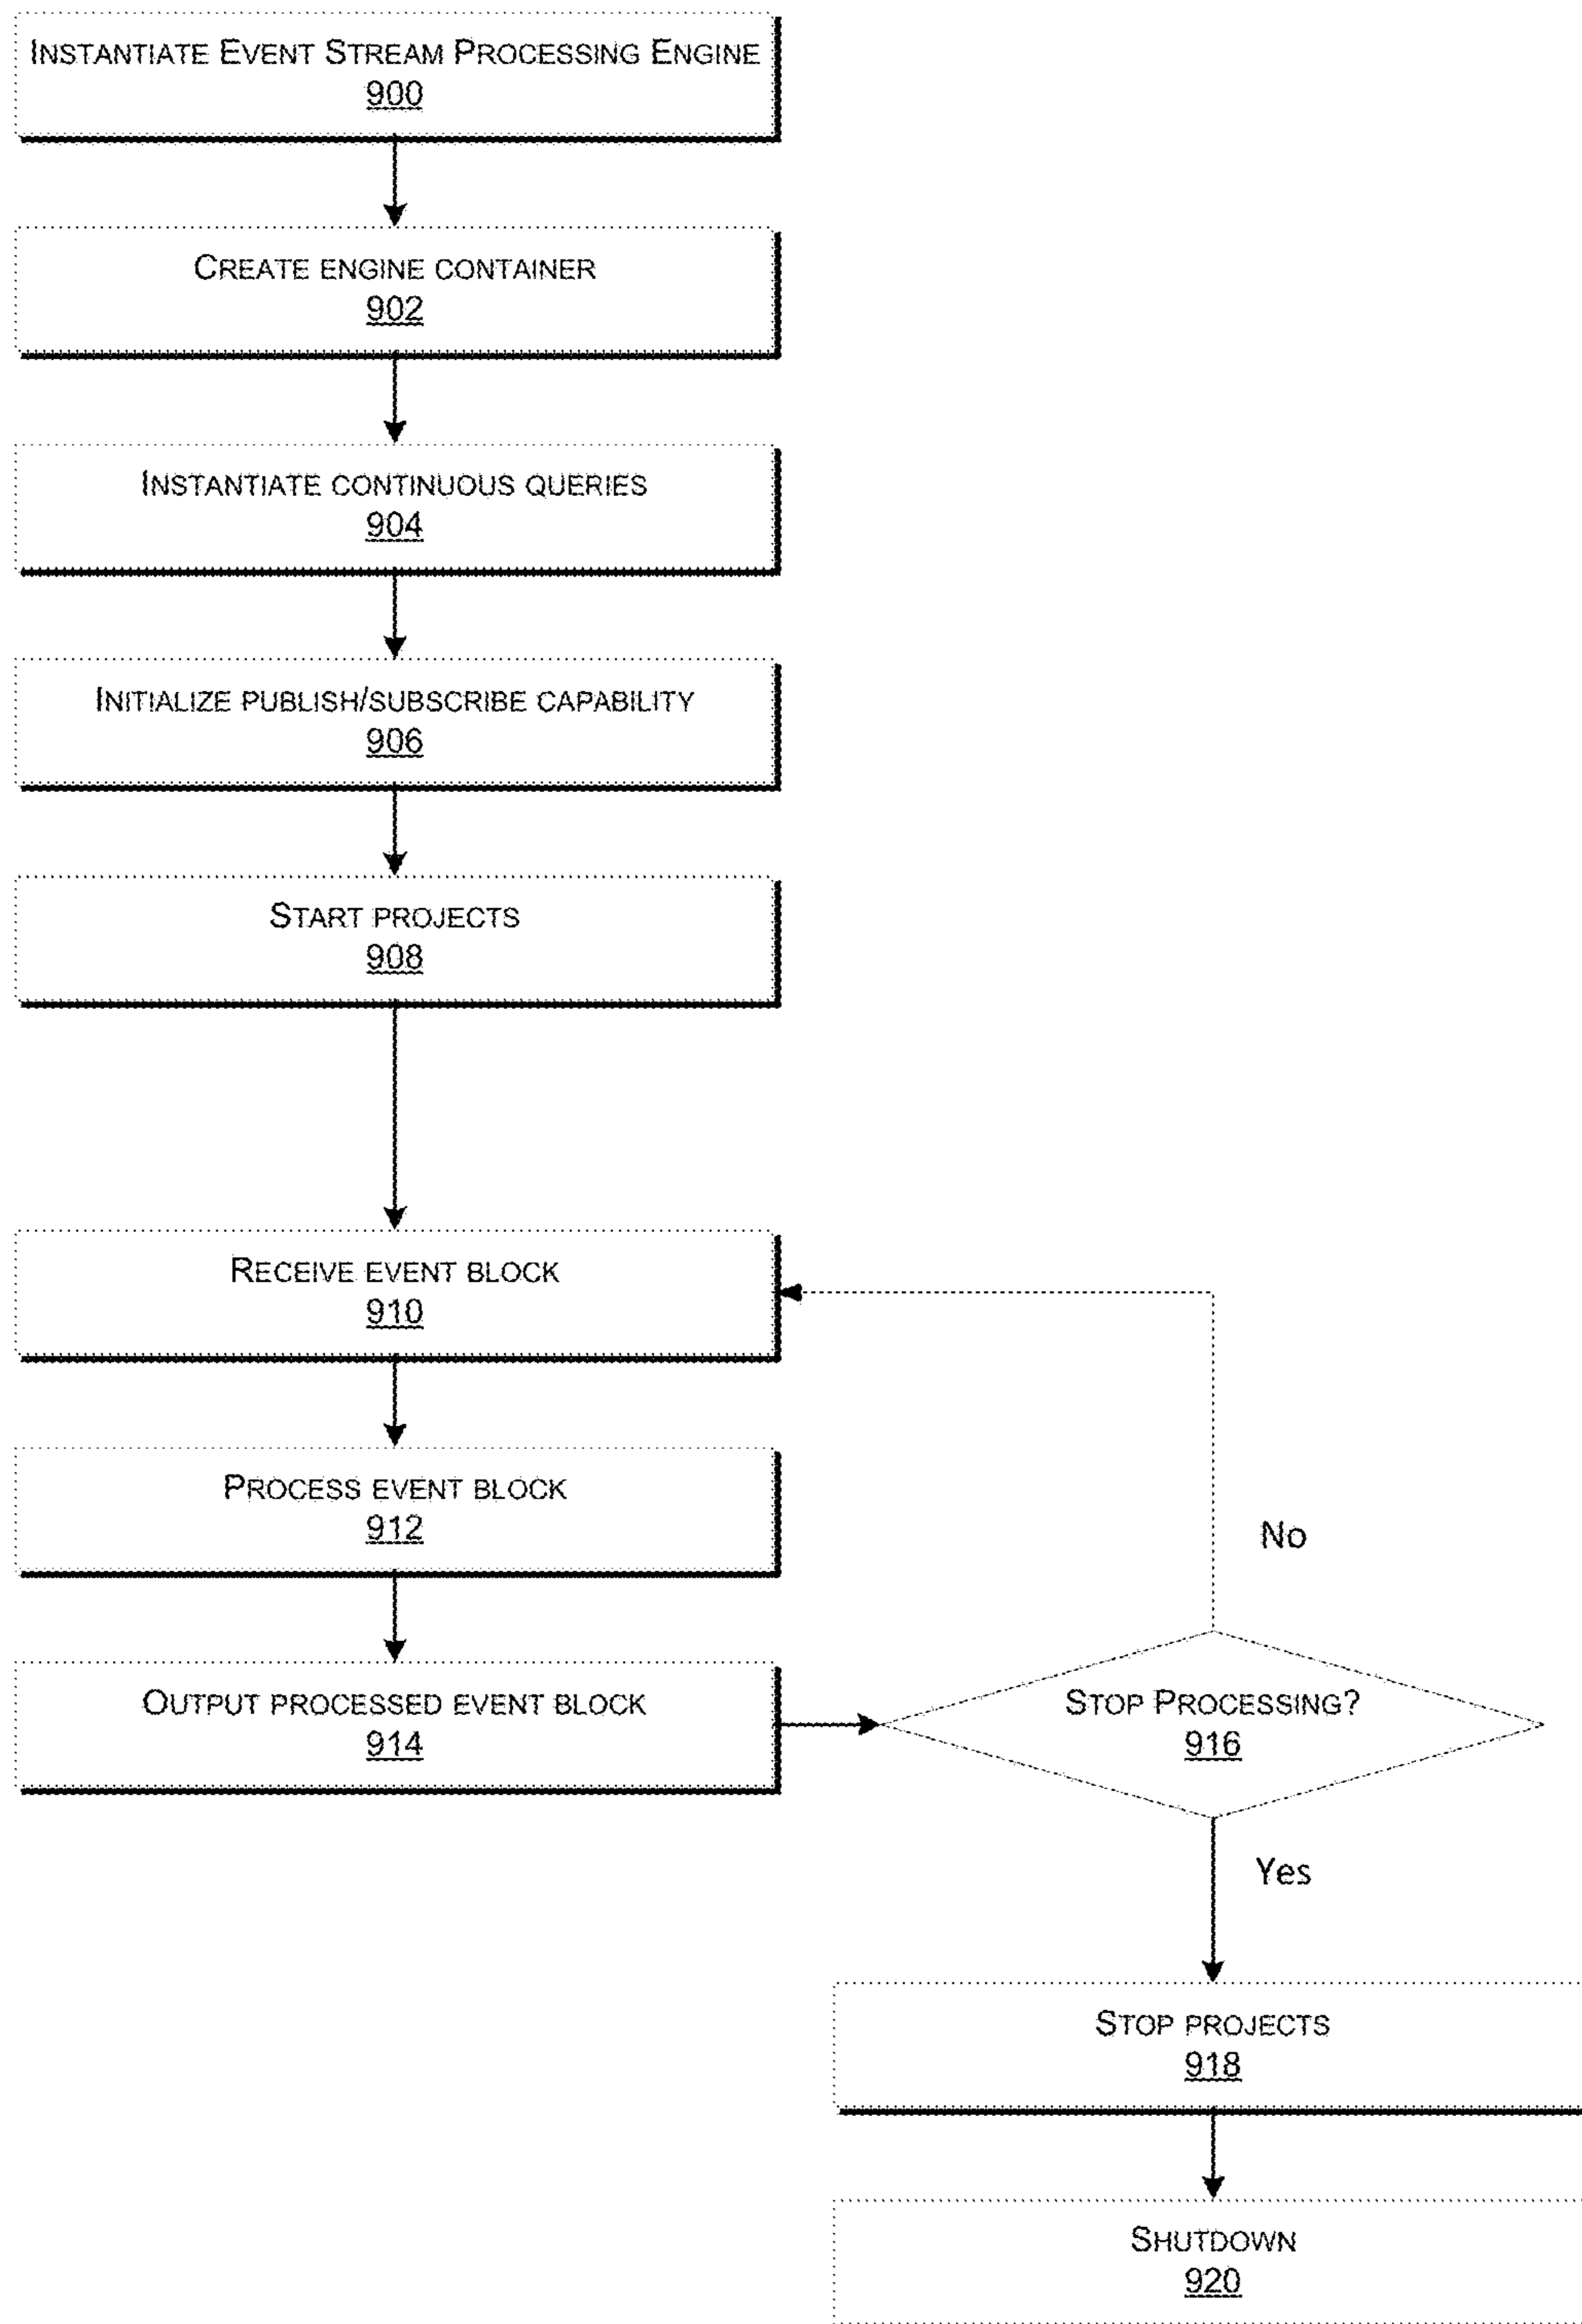 INSTANTIATE EVENT STREAM PROCESSING ENGINE
900
CREATE ENGINE CONTAINER
902
INSTANTIATE CONTINUOUS QUERIES
904
INITIALIZE PUBLISH/SUBSCRIBE CAPABILITY
906
START PROJECTS
908
RECEIVE EVENT BLOCK
910
PROCESS EVENT BLOCK
912
No
OUTPUT PROCESSED EVENT BLOCK
914
STOP PROCESSING?
916
Yes
STOP PROJECTS
918
SHUTDOWN
920